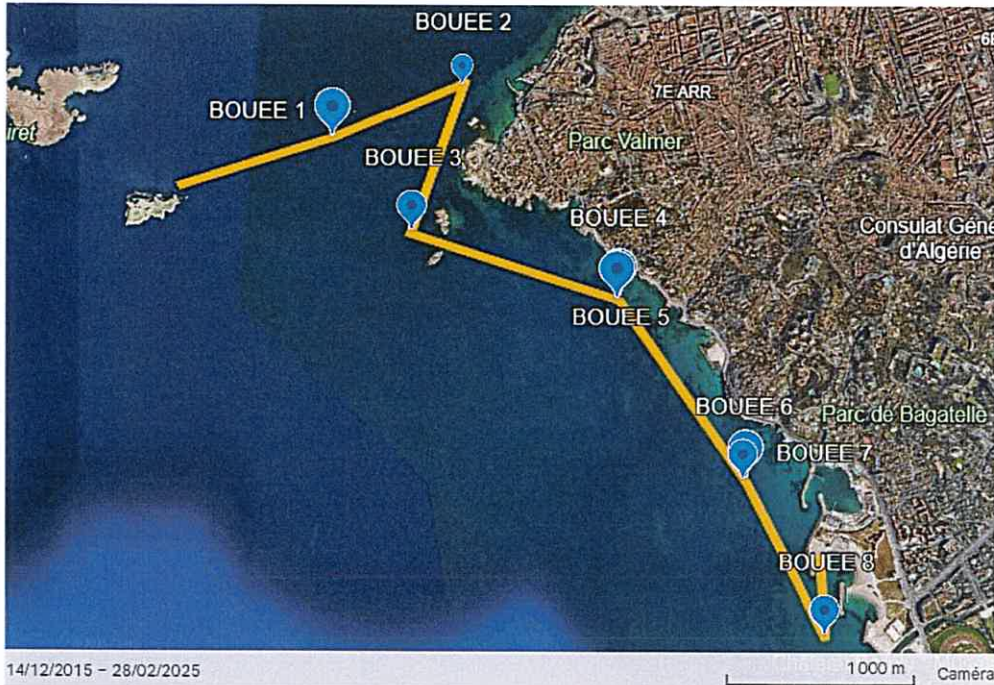 BOUEE 2
7E ARR
BOUEE 1
Parc Valmer
iret
BOUEE 3
BOUEE 4
Consulat Géné
d'Algérie
BOUEE 5
BOUEE 6
Parc de Bagatelle
BOUEE 7
BOUEE 8
14/12/2015 – 28/02/2025
1000 m
Caméra